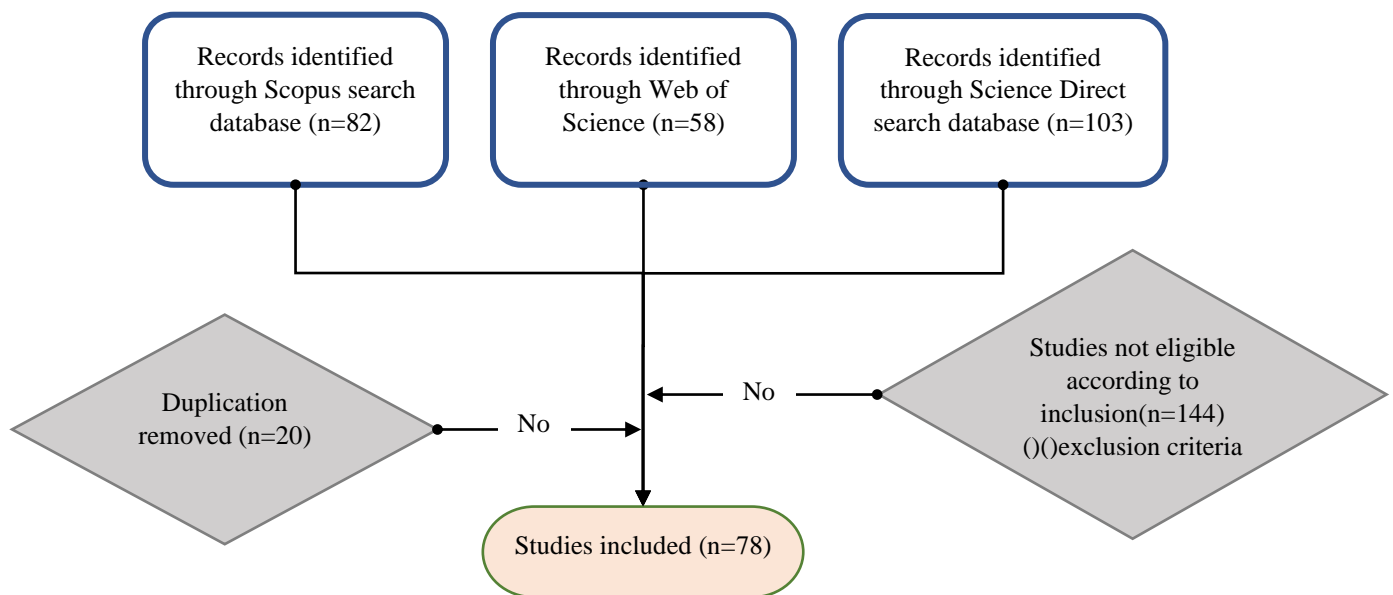 Records identified
through Scopus search
database (n=82)
Records identified
through Web of
Science (n=58)
Records identified
through Science Direct
search database (n=103)
Duplication
removed (n=20)
No
No
Studies not eligible
according to
inclusion(n=144)
()()exclusion criteria
Studies included (n=78)